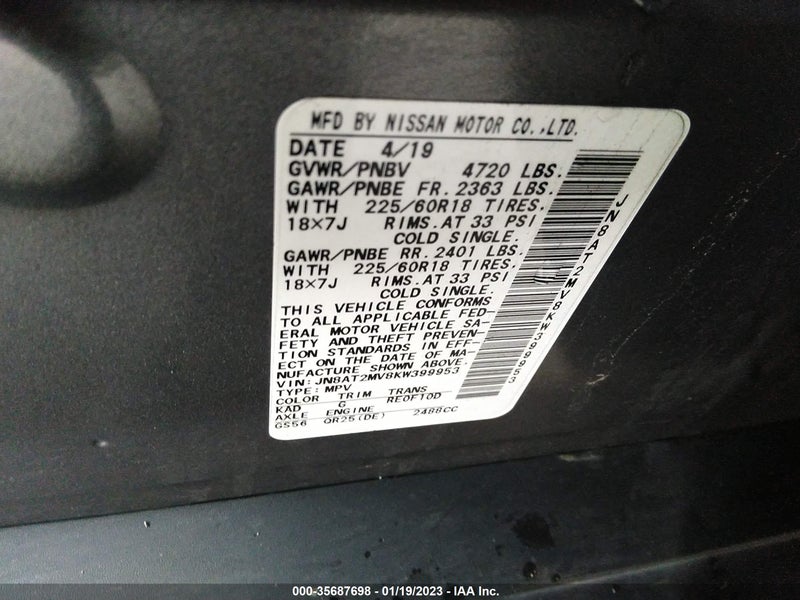 MFD BY NISSAN MOTOR CO.,LTD.
DATE 4/19
GVWR/PNBV 4720 LBS.
GAWR/PNBE FR. 2363 LBS.
WITH 225/60R18 TIRES.
18×7J RIMS. AT 33 PSI
COLD SINGLE.
GAWR/PNBE RR. 2401 LBS.
WITH 225/60R18 TIRES.
18×7J RIMS. AT 33 PSI
COLD SINGLE.
THIS VEHICLE CONFORMS
TO ALL APPLICABLE FED-
ERAL MOTOR VEHICLE SA-
FETY AND THEFT PREVEN-
TION STANDARDS IN EFF-
ECT ON THE DATE OF MA-
NUFACTURE SHOWN ABOVE.
VIN: JN8AT2MV8KW399953
TYPE: MPV
COLOR TRIM TRANS
KAD G RE0F10D
AXLE ENGINE
GS56 QR25(DE) 2488CC
JN8AT2MV8KW399953
000-35687698 - 01/19/2023 - IAA Inc.